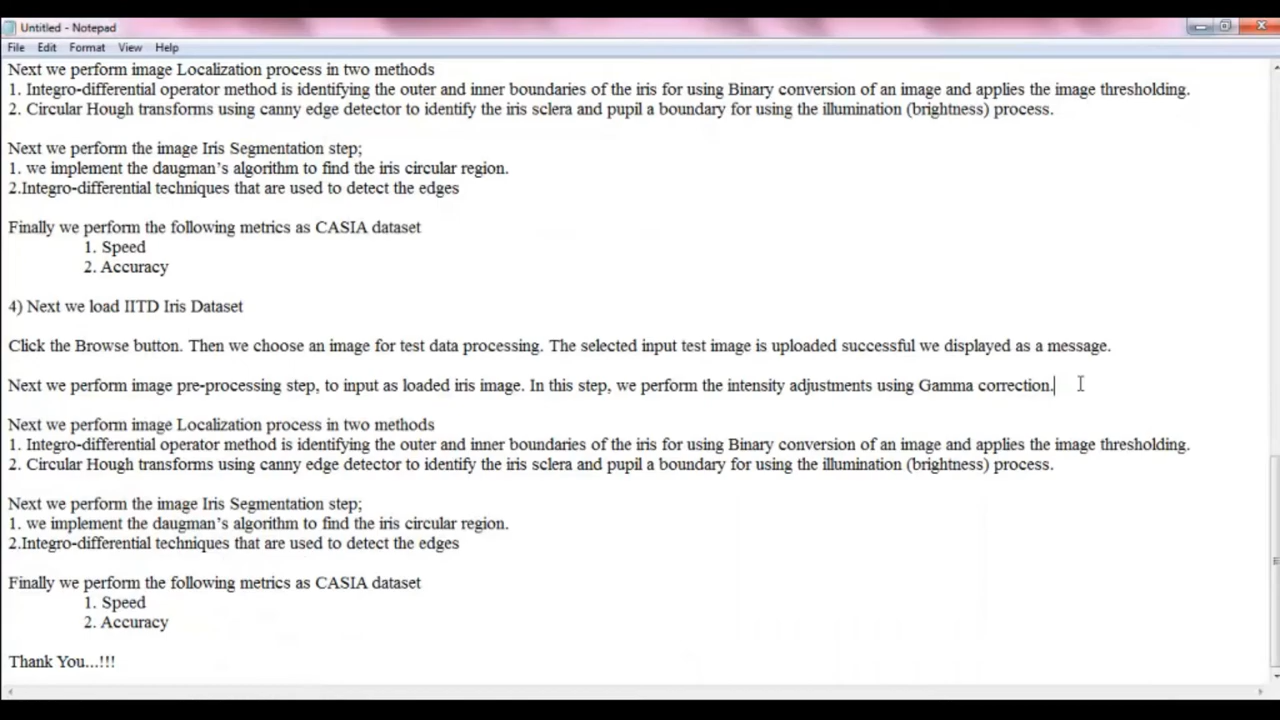 Untitled - Notepad
File Edit Format View Help
Next we perform image Localization process in two methods
1. Integro-differential operator method is identifying the outer and inner boundaries of the iris for using Binary conversion of an image and applies the image thresholding.
2. Circular Hough transforms using canny edge detector to identify the iris sclera and pupil a boundary for using the illumination (brightness) process.
Next we perform the image Iris Segmentation step;
1. we implement the daugman's algorithm to find the iris circular region.
2.Integro-differential techniques that are used to detect the edges
Finally we perform the following metrics as CASIA dataset
1. Speed
2. Accuracy
4) Next we load IITD Iris Dataset
Click the Browse button. Then we choose an image for test data processing. The selected input test image is uploaded successful we displayed as a message.
Next we perform image pre-processing step, to input as loaded iris image. In this step, we perform the intensity adjustments using Gamma correction.
Next we perform image Localization process in two methods
1. Integro-differential operator method is identifying the outer and inner boundaries of the iris for using Binary conversion of an image and applies the image thresholding.
2. Circular Hough transforms using canny edge detector to identify the iris sclera and pupil a boundary for using the illumination (brightness) process.
Next we perform the image Iris Segmentation step;
1. we implement the daugman's algorithm to find the iris circular region.
2.Integro-differential techniques that are used to detect the edges
Finally we perform the following metrics as CASIA dataset
1. Speed
2. Accuracy
Thank You...!!!